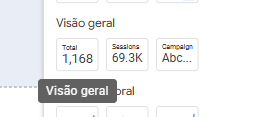 Visão geral
Total
Sessions
Campaign
1,168
69.3K
Abc...
Visão geral